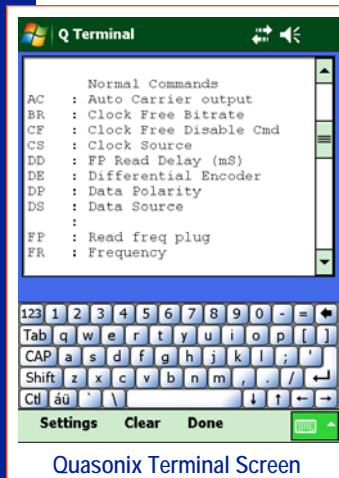 Q Terminal
Normal Commands
AC : Auto Carrier output
BR : Clock Free Bitrate
CF : Clock Free Disable Cmd
CS : Clock Source
DD : FP Read Delay (mS)
DE : Differential Encoder
DP : Data Polarity
DS : Data Source
:
FP : Read freq plug
FR : Frequency
123 1 2 3 4 5 6 7 8 9 0 - =
Tab q w e r t y u i o p [ ]
CAP a s d f g h j k l ; '
Shift z x c v b n m , . /
Ctl áü ` \
Settings Clear Done
Quasonix Terminal Screen